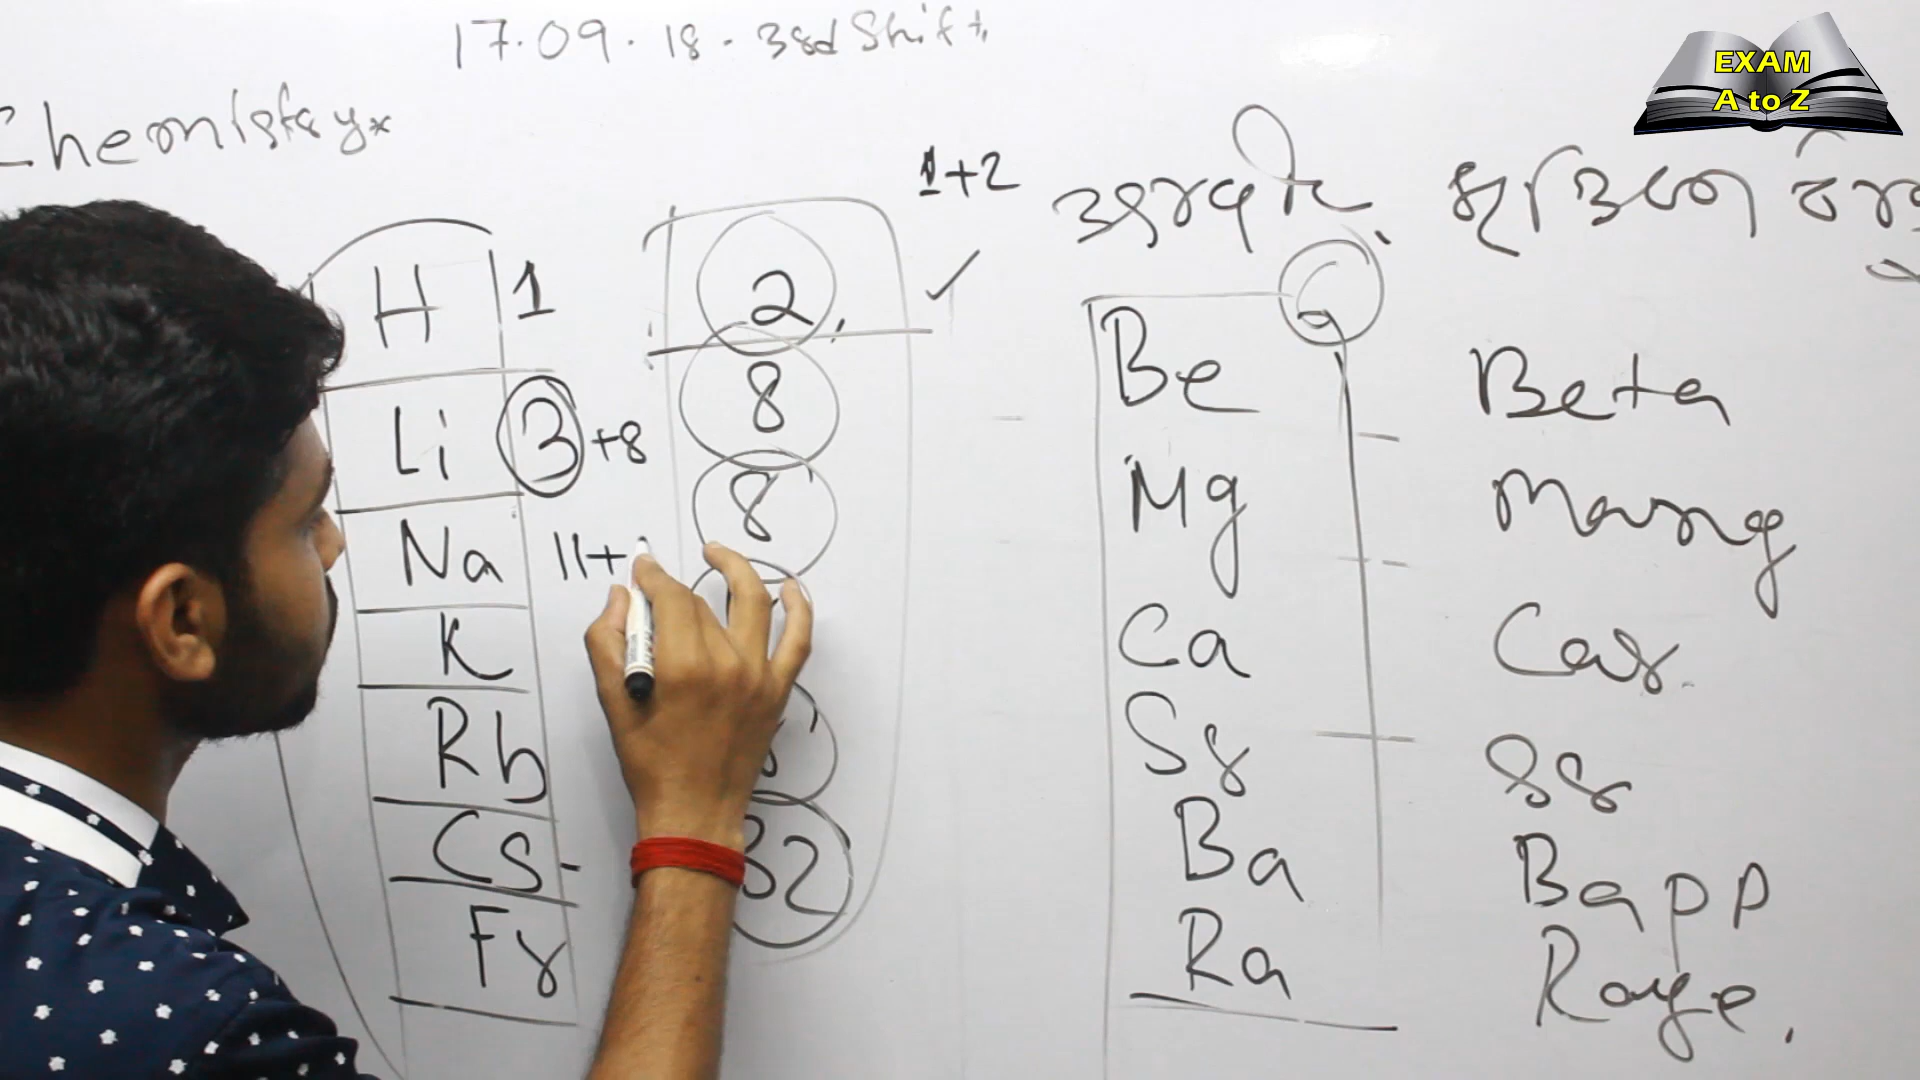 17.09.18 - 3rd Shift
EXAM
A to Z
Chemistry
1+2
H 1
Li 3 +8
Na 11+
K
Rb
Cs
Fr
2
8
8
32
Be
Mg
Ca
Sr
Ba
Ra
Beta
Mang
Car
Sr
Bapp
Raye.